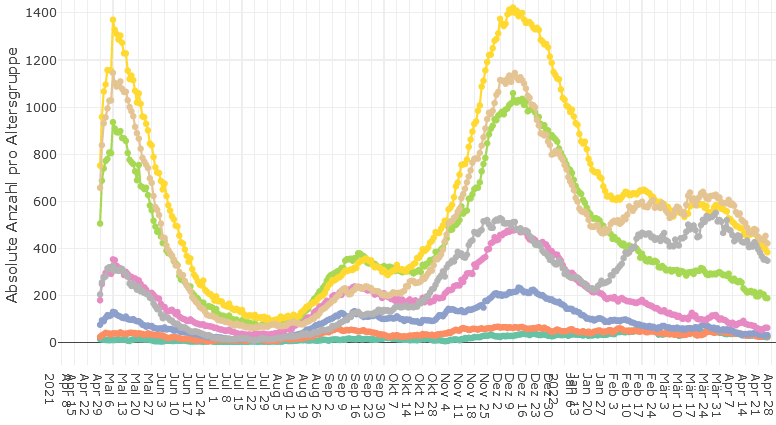 Absolute Anzahl pro Altersgruppe
1400
1200
1000
800
600
400
200
0
Apr 8
2021
Apr 15
Apr 22
Apr 29
Mai 6
Mai 13
Mai 20
Mai 27
Jun 3
Jun 10
Jun 17
Jun 24
Jul 1
Jul 8
Jul 15
Jul 22
Jul 29
Aug 5
Aug 12
Aug 19
Aug 26
Sep 2
Sep 9
Sep 16
Sep 23
Sep 30
Okt 7
Okt 14
Okt 21
Okt 28
Nov 4
Nov 11
Nov 18
Nov 25
Dez 2
Dez 9
Dez 16
Dez 23
Dez 30
Jan 6
2022
Jan 13
Jan 20
Jan 27
Feb 3
Feb 10
Feb 17
Feb 24
Mär 3
Mär 10
Mär 17
Mär 24
Mär 31
Apr 7
Apr 14
Apr 21
Apr 28